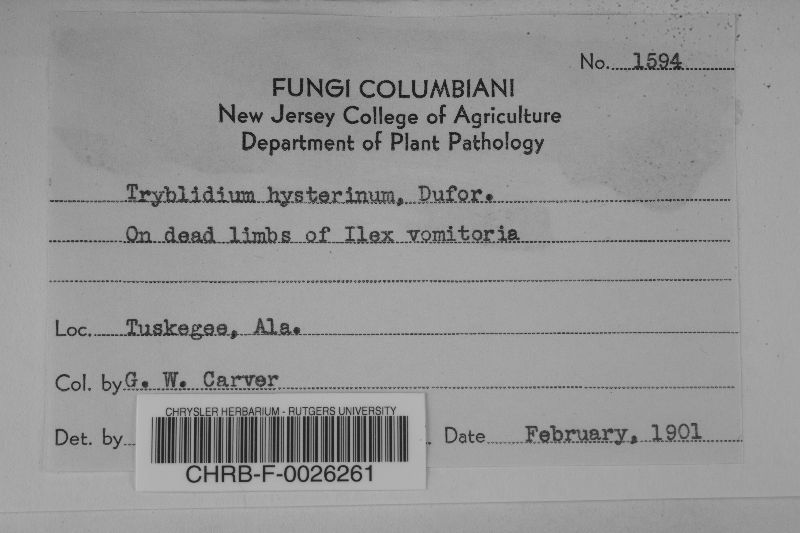 No. 1594
FUNGI COLUMBIANI
New Jersey College of Agriculture
Department of Plant Pathology
Tryblidium hysterinum, Dufor.
On dead limbs of Ilex vomitoria
Loc. Tuskegee, Ala.
Col. by G. W. Carver
Det. by Date February, 1901
CHRYSLER HERBARIUM - RUTGERS UNIVERSITY
CHRB-F-0026261